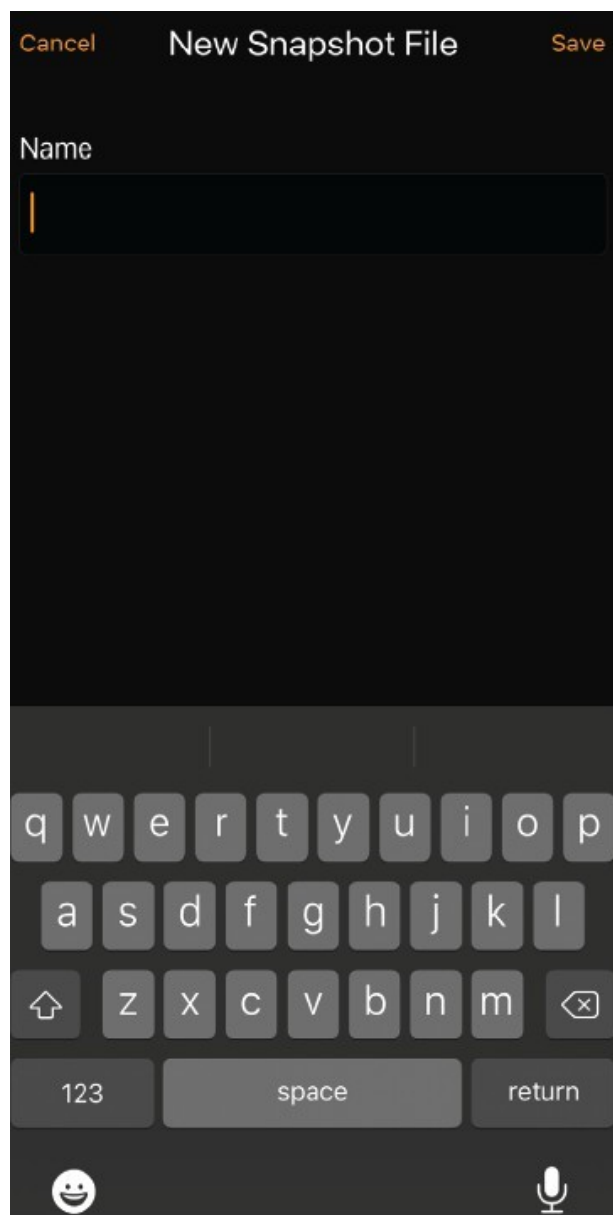 Cancel New Snapshot File Save
Name
q w e r t y u i o p
a s d f g h j k l
z x c v b n m
123 space return